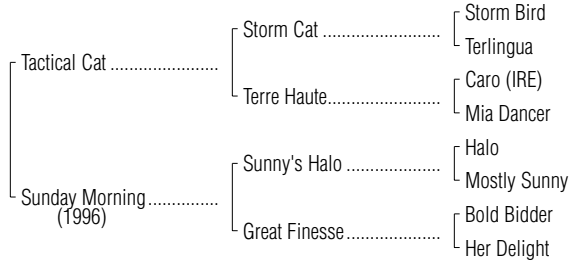 Storm Bird
Storm Cat ........................
Terlingua
Tactical Cat ......................
Caro (IRE)
Terre Haute.......................
Mia Dancer
Halo
Sunny's Halo ...................
Mostly Sunny
Sunday Morning ..............
(1996)
Bold Bidder
Great Finesse...................
Her Delight